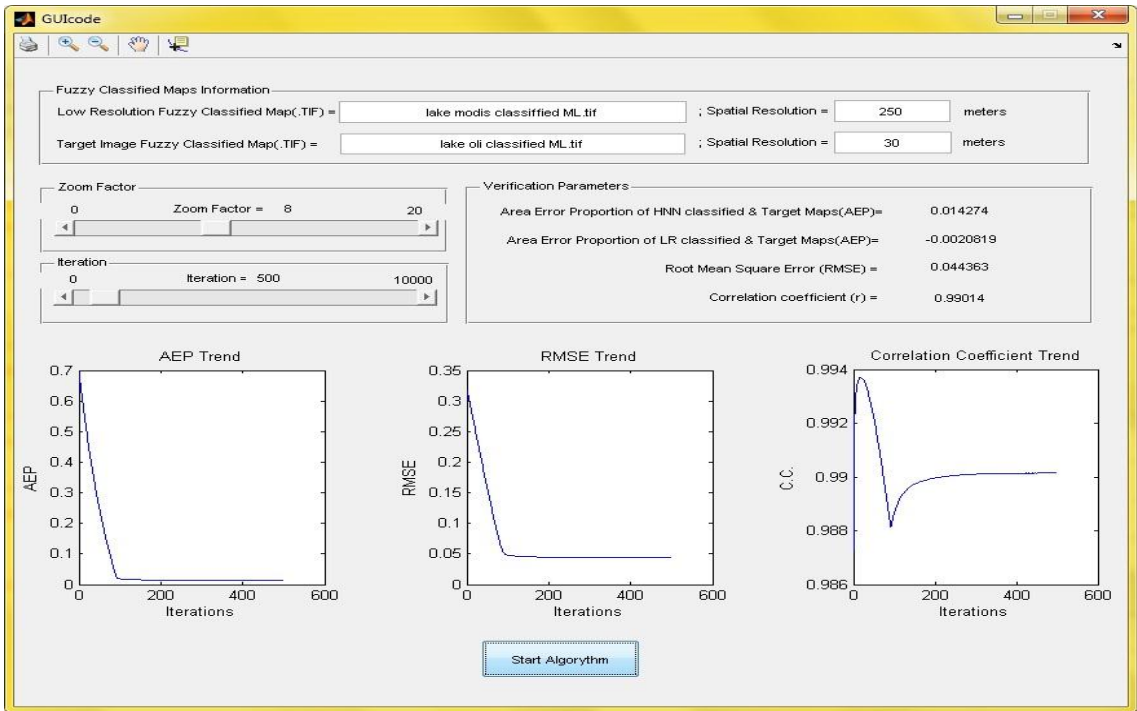 GUIcode
Fuzzy Classified Maps Information
Low Resolution Fuzzy Classified Map(.TIF) = lake modis classiffied ML.tif ; Spatial Resolution = 250 meters
Target Image Fuzzy Classified Map(.TIF) = lake oli classified ML.tif ; Spatial Resolution = 30 meters
Zoom Factor
0 Zoom Factor = 8 20
Iteration
0 Iteration = 500 10000
Verification Parameters
Area Error Proportion of HNN classified & Target Maps(AEP)= 0.014274
Area Error Proportion of LR classified & Target Maps(AEP)= -0.0020819
Root Mean Square Error (RMSE) = 0.044363
Correlation coefficient (r) = 0.99014
AEP Trend
0.7
0.6
0.5
0.4
0.3
0.2
0.1
0
AEP
0 200 400 600
Iterations
RMSE Trend
0.35
0.3
0.25
0.2
0.15
0.1
0.05
0
RMSE
0 200 400 600
Iterations
Correlation Coefficient Trend
0.994
0.992
0.99
0.988
0.986
C.C.
0 200 400 600
Iterations
Start Algorythm